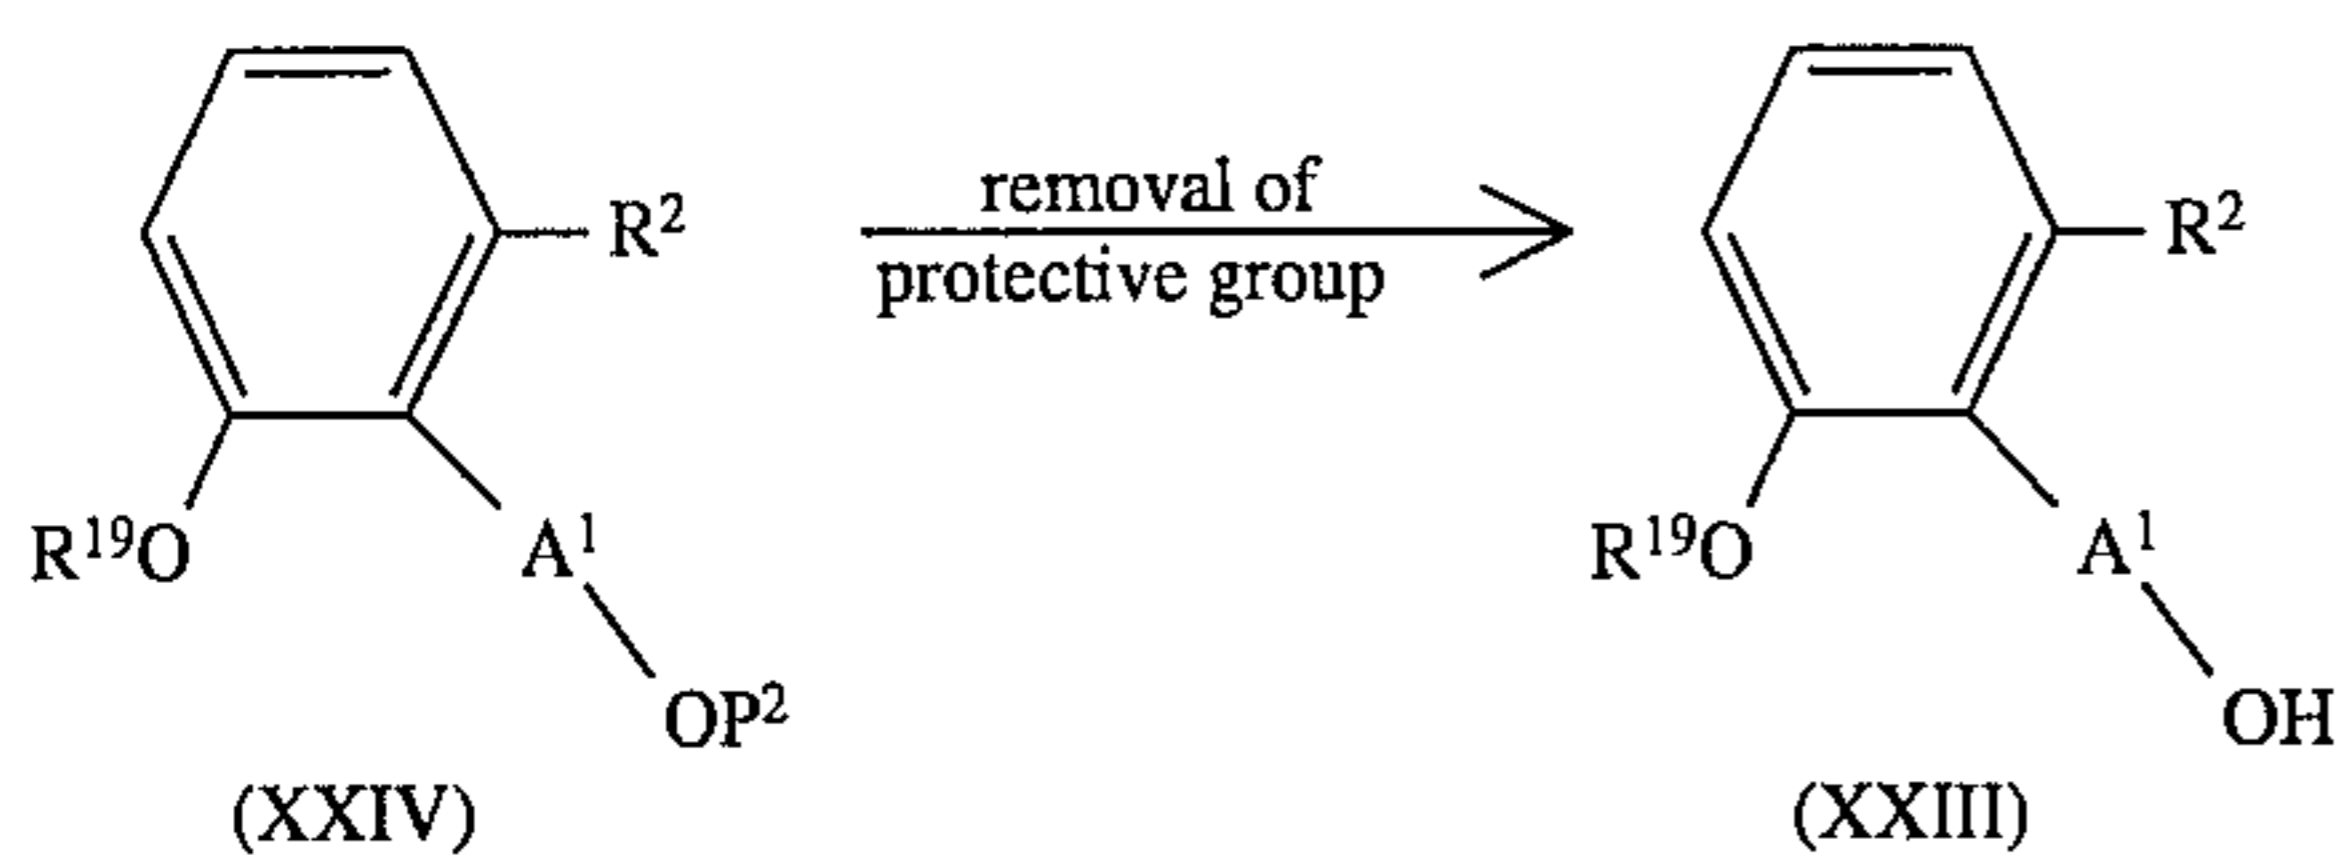 R² removal of R²
protective group
R¹⁹O A¹ R¹⁹O A¹
OP² OH
(XXIV) (XXIII)